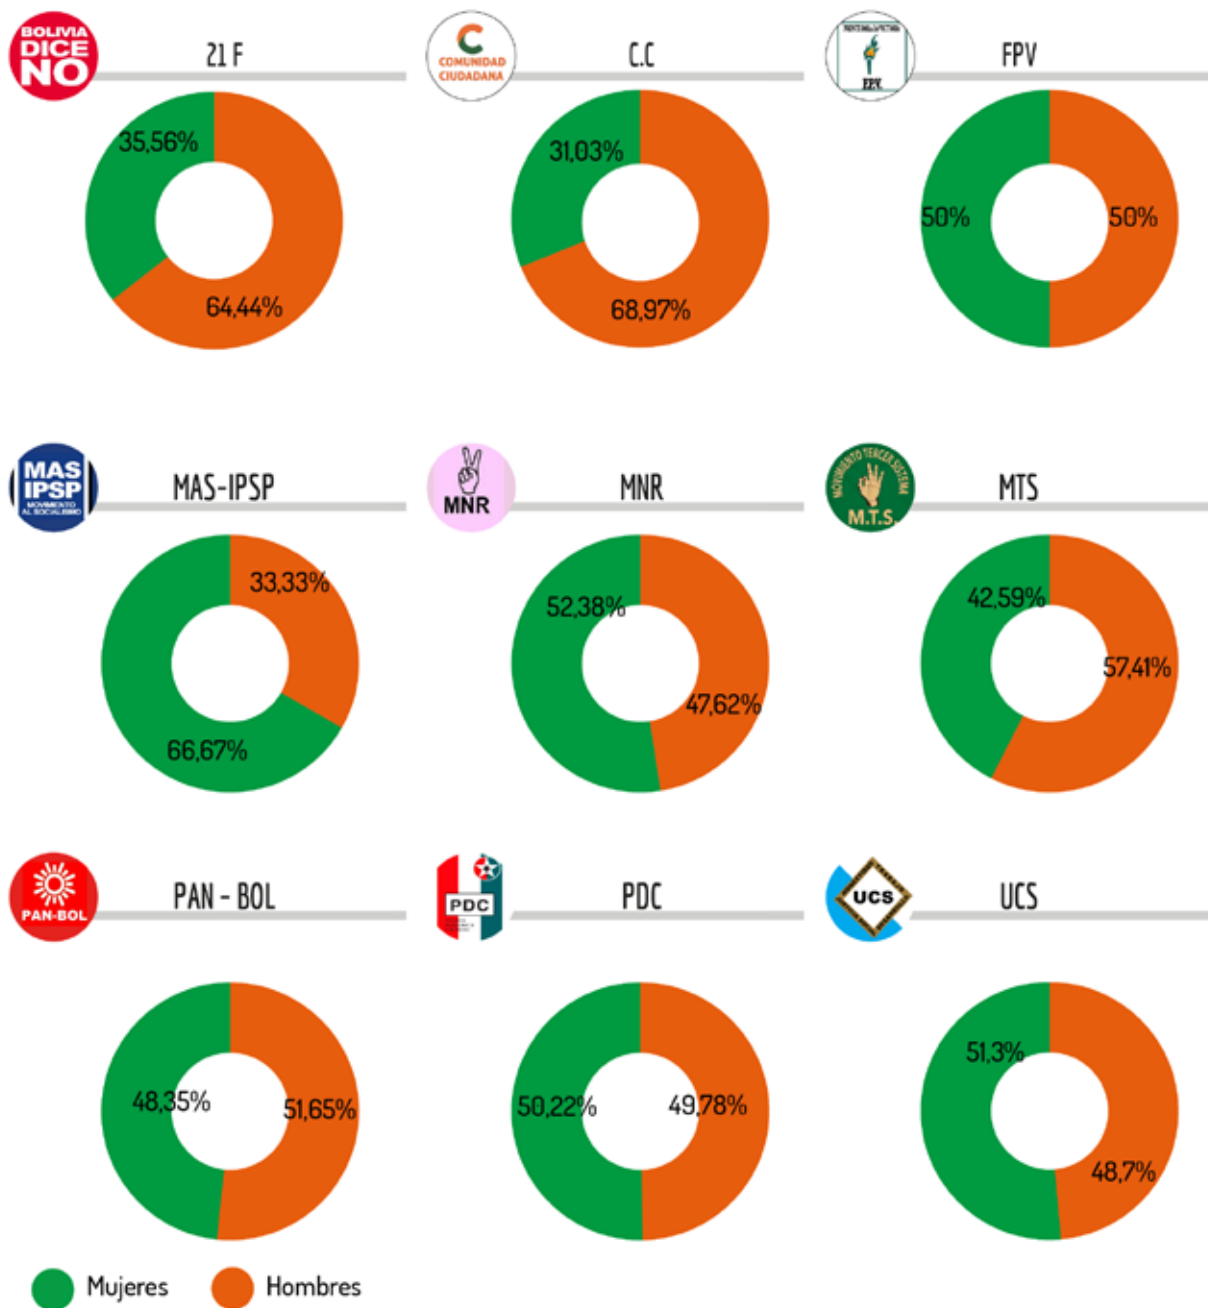 BOLIVIA
DICE
NO
21 F
35,56%
64,44%
COMUNIDAD
CIUDADANA
C.C
31,03%
68,97%
F.P.V.
FPV
50%
50%
MAS
IPSP
MOVIMIENTO
AL SOCIALISMO
MAS-IPSP
33,33%
66,67%
MNR
MNR
52,38%
47,62%
MOVIMIENTO TERCER SISTEMA
M.T.S.
MTS
42,59%
57,41%
PAN-BOL
PAN - BOL
48,35%
51,65%
PDC
PDC
50,22%
49,78%
UCS
UCS
51,3%
48,7%
Mujeres
Hombres